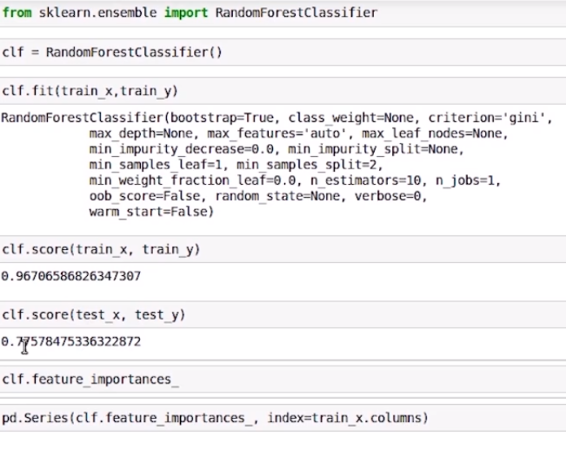 from sklearn.ensemble import RandomForestClassifier
clf = RandomForestClassifier()
clf.fit(train_x,train_y)
RandomForestClassifier(bootstrap=True, class_weight=None, criterion='gini',
max_depth=None, max_features='auto', max_leaf_nodes=None,
min_impurity_decrease=0.0, min_impurity_split=None,
min_samples_leaf=1, min_samples_split=2,
min_weight_fraction_leaf=0.0, n_estimators=10, n_jobs=1,
oob_score=False, random_state=None, verbose=0,
warm_start=False)
clf.score(train_x, train_y)
0.96706586826347307
clf.score(test_x, test_y)
0.77578475336322872
clf.feature_importances_
pd.Series(clf.feature_importances_, index=train_x.columns)